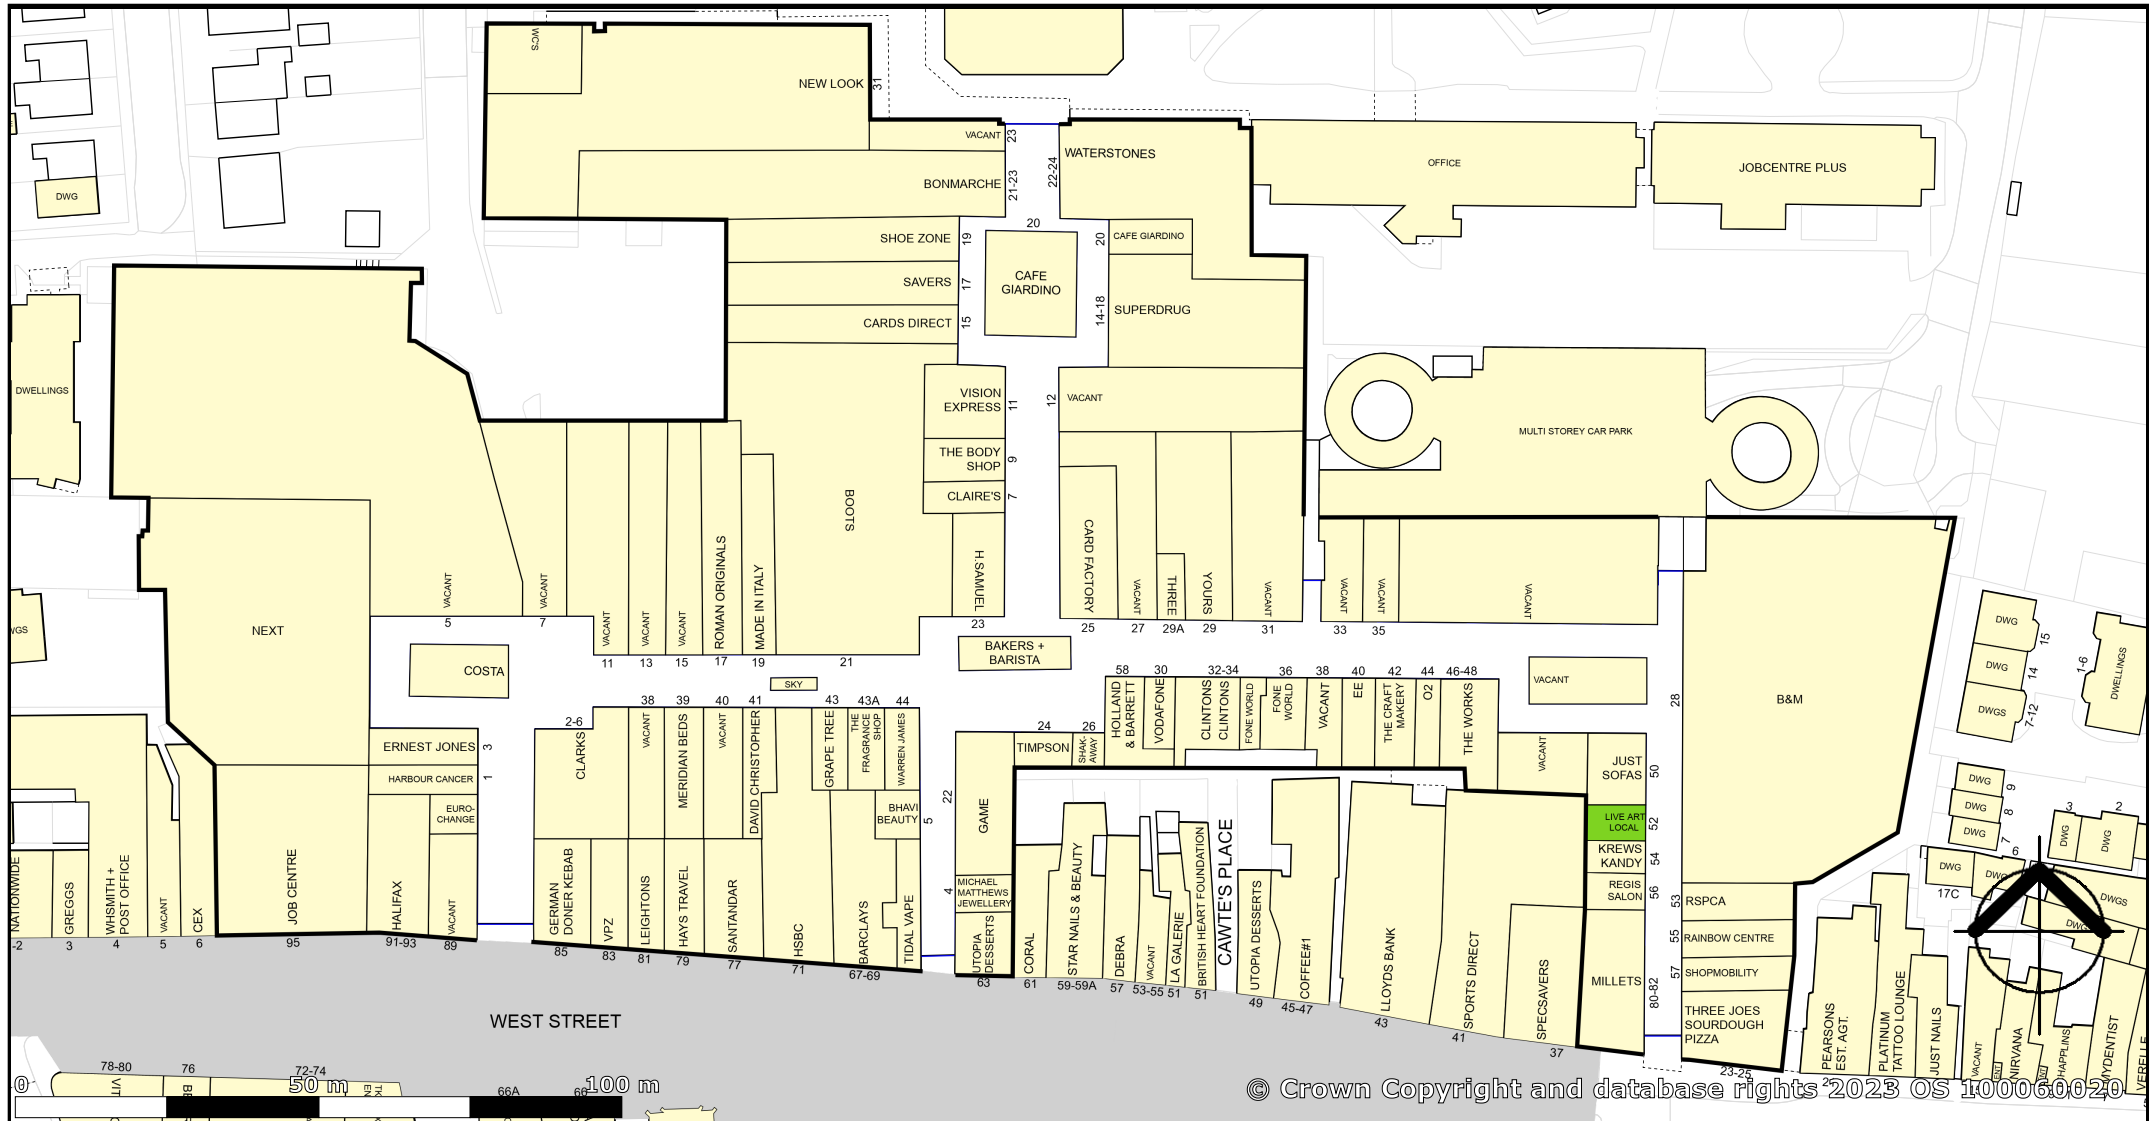 WC'S
NEW LOOK
31
VACANT
23
BONMARCHE
21-23
WATERSTONES
22-24
OFFICE
JOBCENTRE PLUS
DWG
SHOE ZONE
19
20
CAFE
GIARDINO
20
CAFE GIARDINO
SAVERS
17
CARDS DIRECT
15
14-18
SUPERDRUG
DWELLINGS
VISION
EXPRESS
11
12
VACANT
THE BODY
SHOP
9
CLAIRE'S
7
MULTI STOREY CAR PARK
BOOTS
21
H.SAMUEL
23
CARD FACTORY
25
VACANT
27
THREE
29A
YOURS
29
VACANT
31
VACANT
33
VACANT
35
VACANT
NEXT
VACANT
5
VACANT
7
VACANT
11
VACANT
13
VACANT
15
ROMAN ORIGINALS
17
MADE IN ITALY
19
COSTA
SKY
BAKERS +
BARISTA
VACANT
28
B&M
DWG
15
DWG
14
DWGS
7-12
1-6
DWELLINGS
ERNEST JONES
3
HARBOUR CANCER
1
EURO-
CHANGE
2-6
CLARKS
38
VACANT
39
MERIDIAN BEDS
40
VACANT
41
DAVID CHRISTOPHER
43
GRAPE TREE
43A
THE
FRAGRANCE
SHOP
44
WARREN JAMES
BHAVI
BEAUTY
5
22
GAME
24
TIMPSON
26
SHAK-
AWAY
58
HOLLAND
& BARRETT
30
VODAFONE
32-34
CLINTONS
CLINTONS
FONE WORLD
36
FONE
WORLD
38
VACANT
40
EE
42
THE CRAFT
MAKERY
44
O2
46-48
THE WORKS
VACANT
JUST
SOFAS
50
LIVE ART
LOCAL
52
KREWS
KANDY
54
REGIS
SALON
56
MILLETS
80-82
RSPCA
53
RAINBOW CENTRE
55
SHOPMOBILITY
57
THREE JOES
SOURDOUGH
PIZZA
23-25
DWG
9
DWG
8
DWG
7
6
DWG
17C
3
DWG
2
DWG
DWGS
DWG
NATIONWIDE
-2
GREGGS
3
WHSMITH +
POST OFFICE
4
VACANT
5
CEX
6
JOB CENTRE
95
HALIFAX
91-93
VACANT
89
GERMAN
DONER KEBAB
85
VPZ
83
LEIGHTONS
81
HAYS TRAVEL
79
SANTANDAR
77
HSBC
71
BARCLAYS
67-69
TIDAL VAPE
4
MICHAEL
MATTHEWS
JEWELLERY
UTOPIA
DESSERTS
63
CORAL
61
STAR NAILS & BEAUTY
59-59A
DEBRA
57
VACANT
53-55
LA GALERIE
51
BRITISH HEART FOUNDATION
51
CAWTE'S PLACE
UTOPIA DESSERTS
49
COFFEE#1
45-47
LLOYDS BANK
43
SPORTS DIRECT
41
SPECSAVERS
37
PEARSONS
EST. AGT.
PLATINUM
TATTOO LOUNGE
JUST NAILS
VACANT
NIRVANA
CHAPPLINS
MYDENTIST
WEST STREET
78-80
76
72-74
66A
66
0
50 m
100 m
© Crown Copyright and database rights 2023 OS 100060020